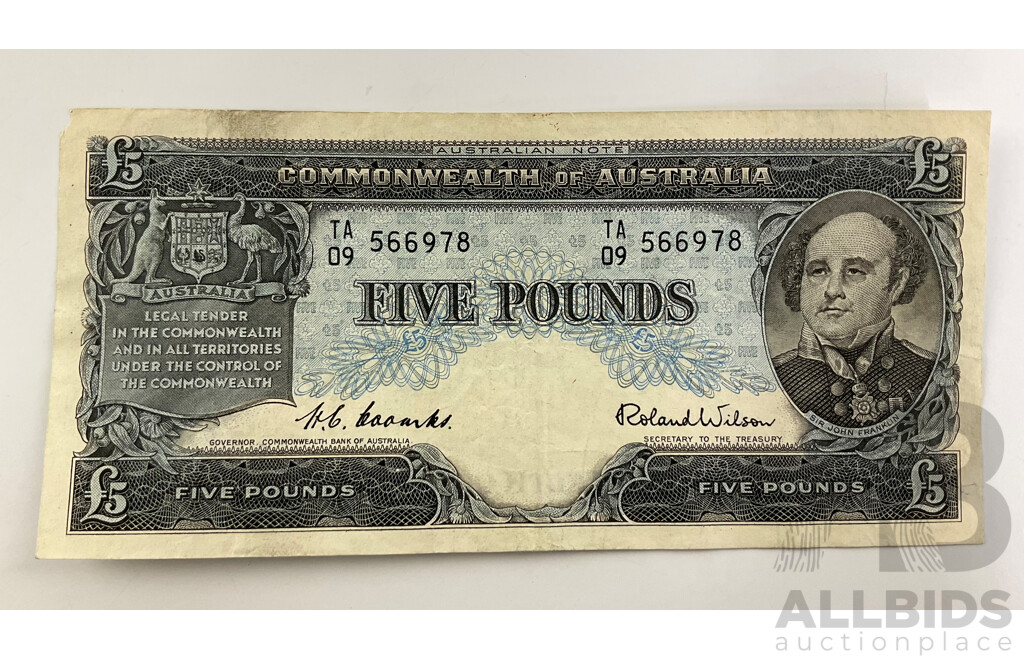 AUSTRALIAN NOTE
£5 COMMONWEALTH OF AUSTRALIA £5
TA 09 566978 TA 09 566978
FIVE POUNDS
AUSTRALIA
LEGAL TENDER
IN THE COMMONWEALTH
AND IN ALL TERRITORIES
UNDER THE CONTROL OF
THE COMMONWEALTH
£5 £5
H.C. Coombs. Roland Wilson
GOVERNOR, COMMONWEALTH BANK OF AUSTRALIA. SECRETARY TO THE TREASURY
SIR JOHN FRANKLIN
£5 FIVE POUNDS FIVE POUNDS £5
ALLBIDS
auctionplace